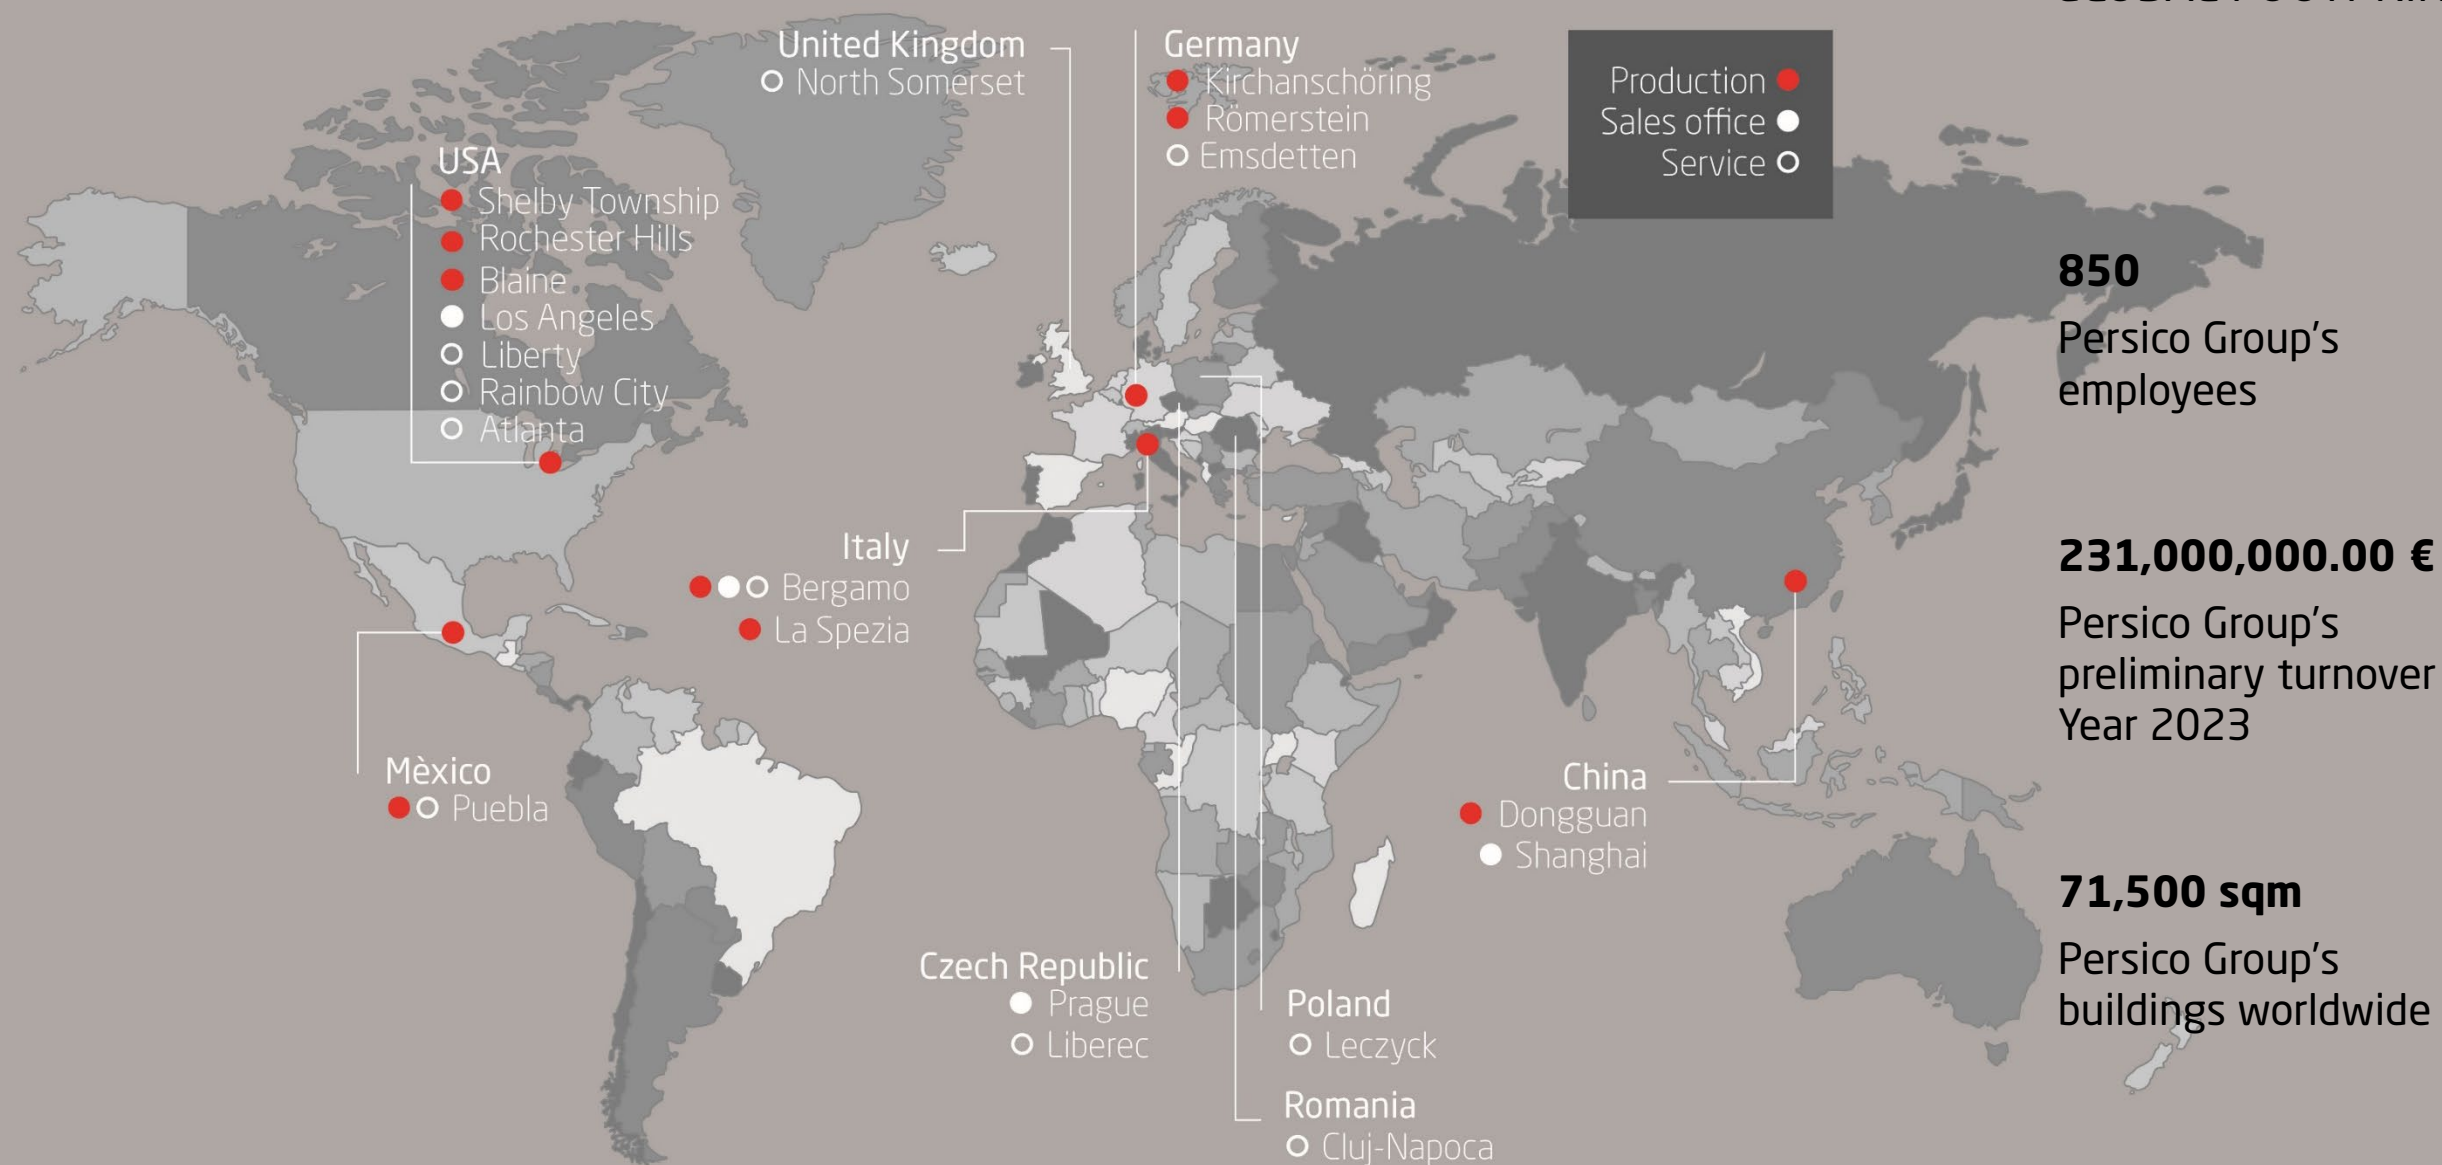 United Kingdom
North Somerset
Germany
Kirchanschöring
Römerstein
Emsdetten
Production
Sales office
Service
USA
Shelby Township
Rochester Hills
Blaine
Los Angeles
Liberty
Rainbow City
Atlanta
850
Persico Group's
employees
Italy
Bergamo
La Spezia
231,000,000.00 €
Persico Group's
preliminary turnover
Year 2023
Mèxico
Puebla
China
Dongguan
Shanghai
71,500 sqm
Persico Group's
buildings worldwide
Czech Republic
Prague
Liberec
Poland
Leczyck
Romania
Cluj-Napoca